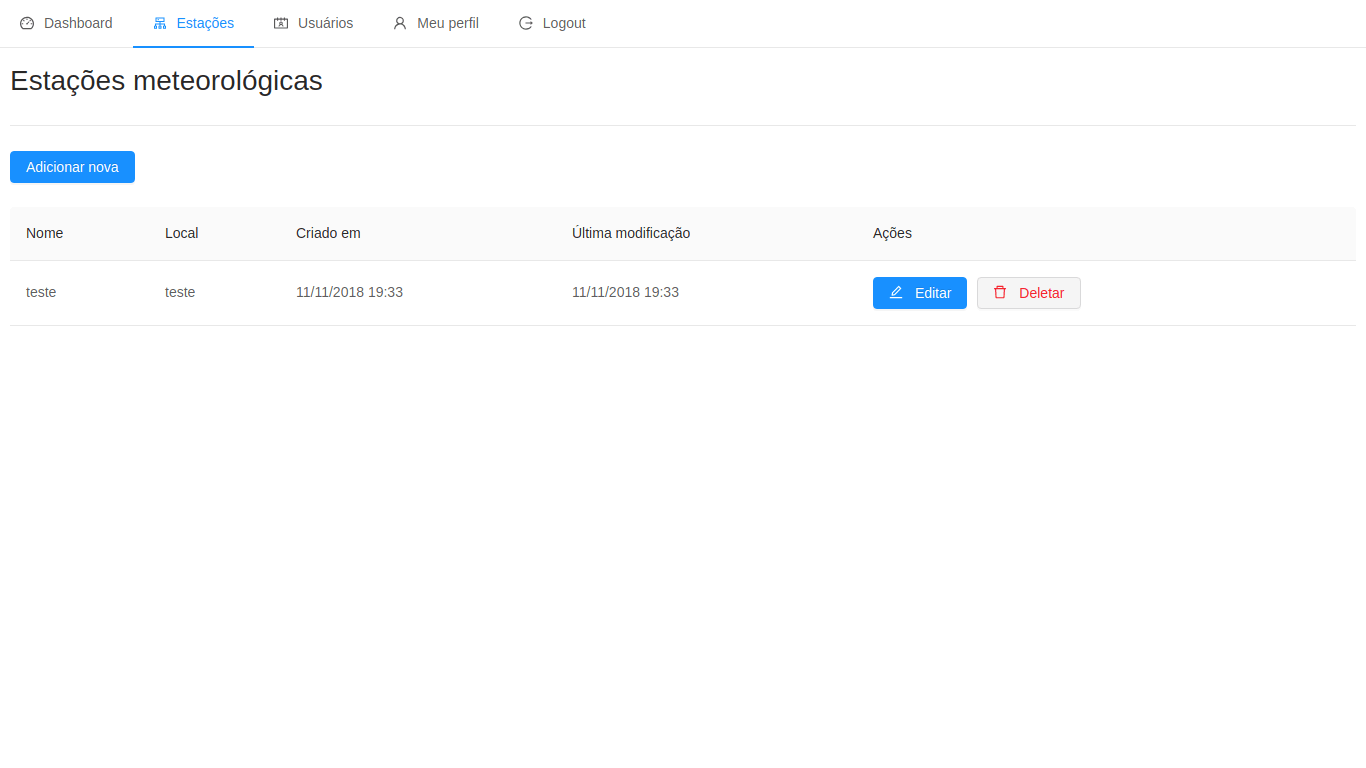 Dashboard Estações Usuários Meu perfil Logout
Estações meteorológicas
Adicionar nova
Nome Local Criado em Última modificação Ações
teste teste 11/11/2018 19:33 11/11/2018 19:33 Editar Deletar